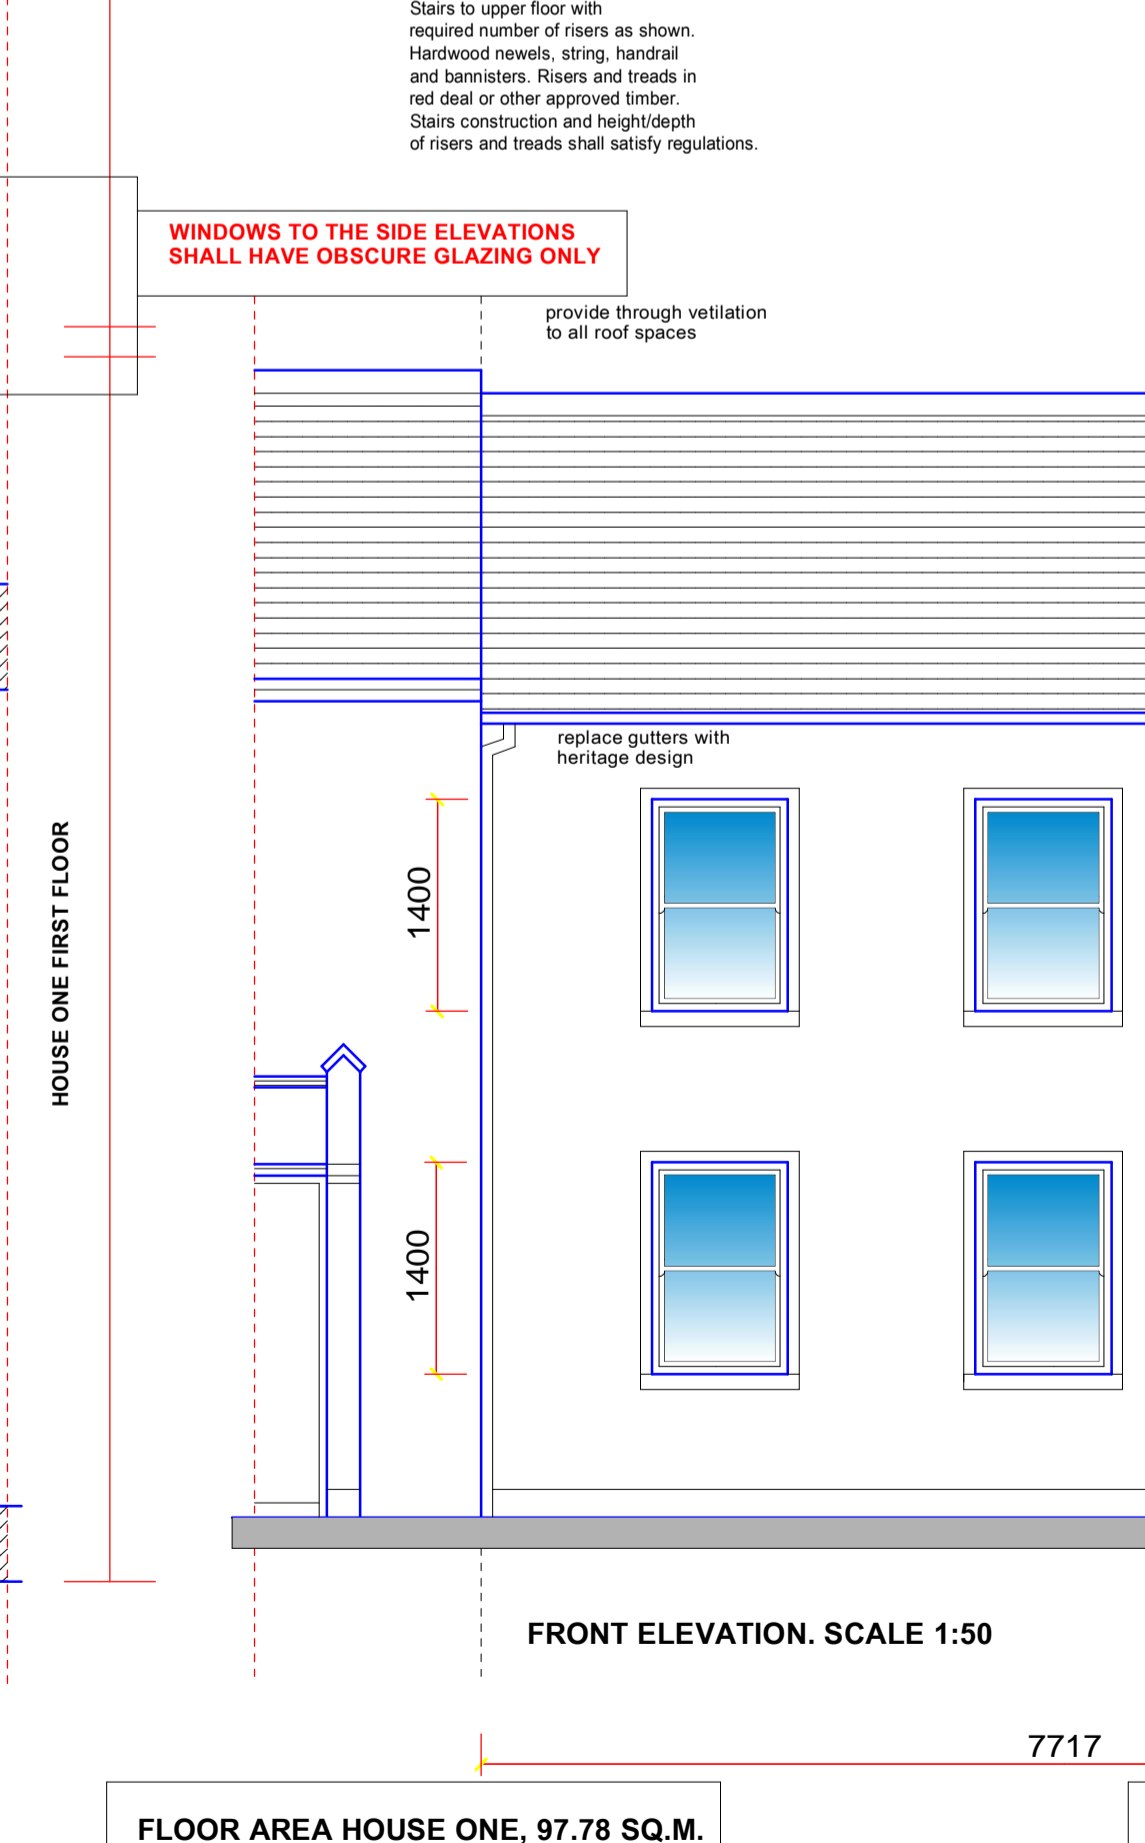 Stairs to upper floor with
required number of risers as shown.
Hardwood newels, string, handrail
and bannisters. Risers and treads in
red deal or other approved timber.
Stairs construction and height/depth
of risers and treads shall satisfy regulations.
WINDOWS TO THE SIDE ELEVATIONS
SHALL HAVE OBSCURE GLAZING ONLY
provide through vetilation
to all roof spaces
replace gutters with
heritage design
1400
HOUSE ONE FIRST FLOOR
1400
FRONT ELEVATION. SCALE 1:50
7717
FLOOR AREA HOUSE ONE, 97.78 SQ.M.